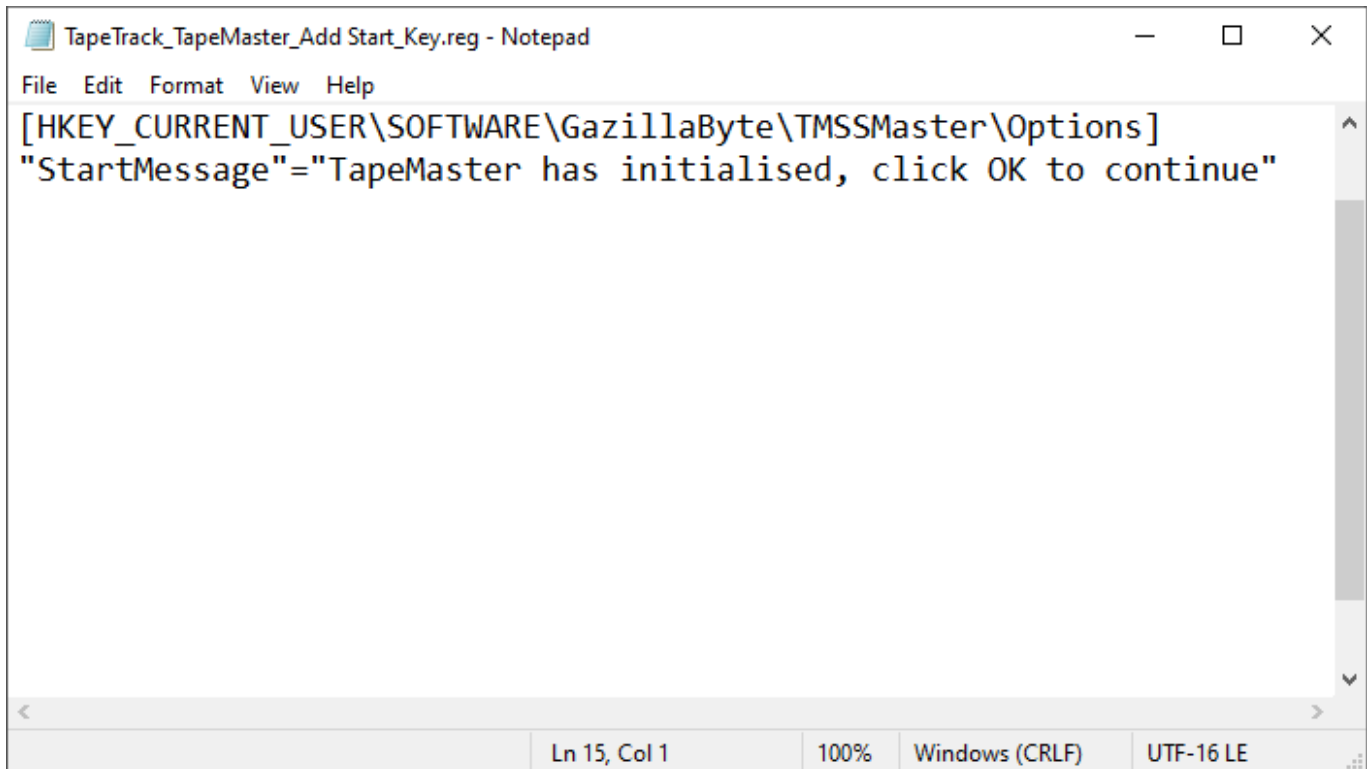 TapeTrack_TapeMaster_Add Start_Key.reg - Notepad
File Edit Format View Help
[HKEY_CURRENT_USER\SOFTWARE\GazillaByte\TMSSMaster\Options]
"StartMessage"="TapeMaster has initialised, click OK to continue"
Ln 15, Col 1 100% Windows (CRLF) UTF-16 LE